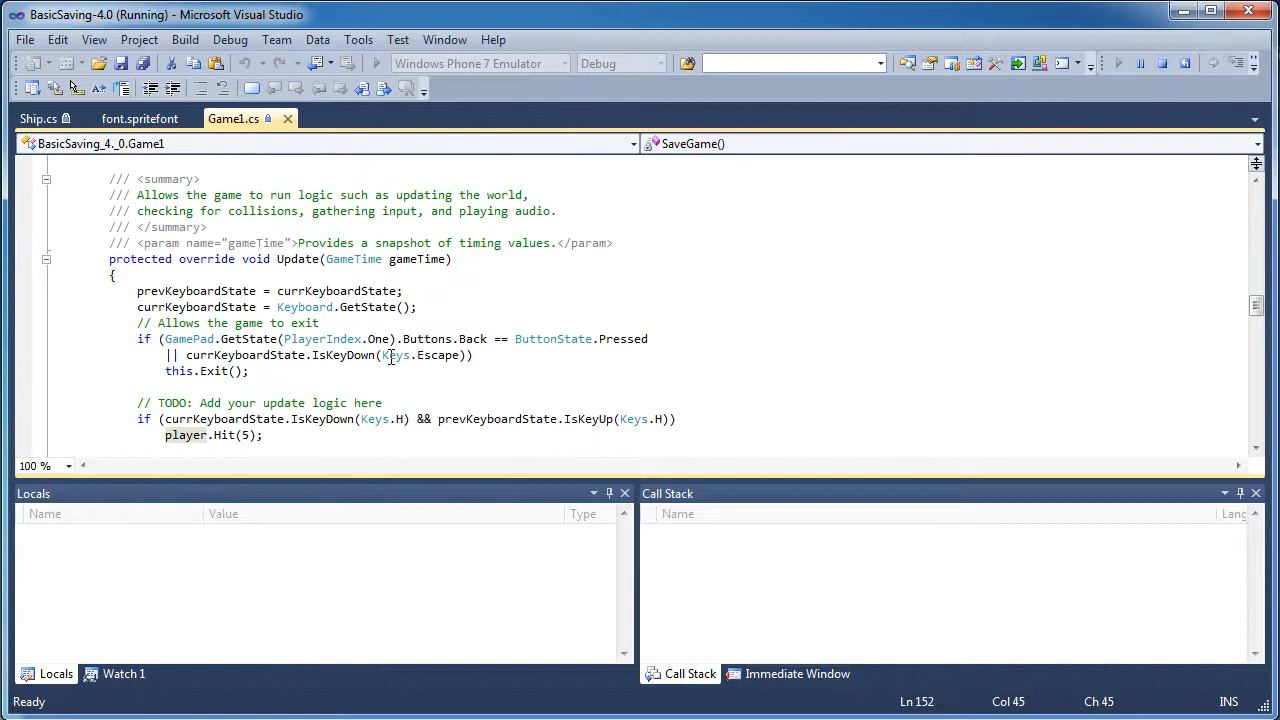 BasicSaving-4.0 (Running) - Microsoft Visual Studio
File Edit View Project Build Debug Team Data Tools Test Window Help
Windows Phone 7 Emulator Debug
Ship.cs font.spritefont Game1.cs
BasicSaving_4._0.Game1 SaveGame()
/// <summary>
/// Allows the game to run logic such as updating the world,
/// checking for collisions, gathering input, and playing audio.
/// </summary>
/// <param name="gameTime">Provides a snapshot of timing values.</param>
protected override void Update(GameTime gameTime)
{
prevKeyboardState = currKeyboardState;
currKeyboardState = Keyboard.GetState();
// Allows the game to exit
if (GamePad.GetState(PlayerIndex.One).Buttons.Back == ButtonState.Pressed
|| currKeyboardState.IsKeyDown(Keys.Escape))
this.Exit();
// TODO: Add your update logic here
if (currKeyboardState.IsKeyDown(Keys.H) && prevKeyboardState.IsKeyUp(Keys.H))
player.Hit(5);
100 %
Locals Call Stack
Name Value Type Name Lang
Locals Watch 1 Call Stack Immediate Window
Ready Ln 152 Col 45 Ch 45 INS